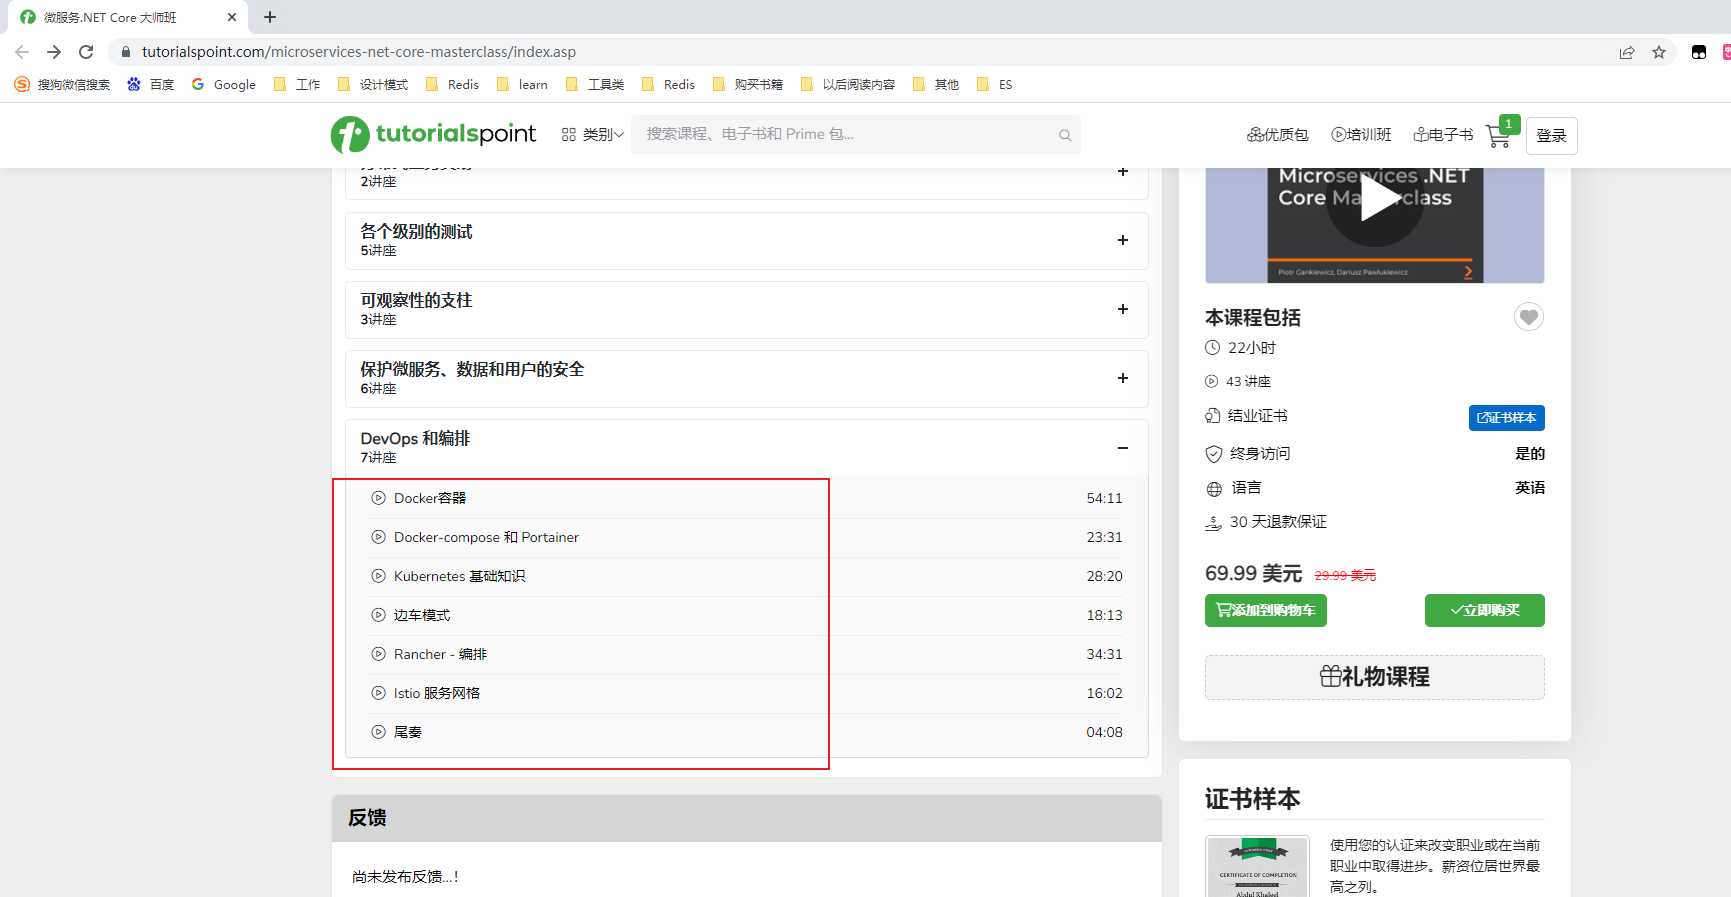 微服务.NET Core 大师班
tutorialspoint.com/microservices-net-core-masterclass/index.asp
搜狗微信搜索 百度 Google 工作 设计模式 Redis learn 工具类 Redis 购买书籍 以后阅读内容 其他 ES
tutorialspoint 类别 搜索课程、电子书和 Prime 包... 优质包 培训班 电子书 1 登录
2讲座
各个级别的测试
5讲座
可观察性的支柱
3讲座
保护微服务、数据和用户的安全
6讲座
DevOps 和编排
7讲座
Docker容器 54:11
Docker-compose 和 Portainer 23:31
Kubernetes 基础知识 28:20
边车模式 18:13
Rancher - 编排 34:31
Istio 服务网格 16:02
尾奏 04:08
反馈
尚未发布反馈...!
Microservices .NET
Core Masterclass
Piotr Gankiewicz, Dariusz Pawlukiewicz
本课程包括
22小时
43 讲座
结业证书 证书样本
终身访问 是的
语言 英语
30 天退款保证
69.99 美元 29.99 美元
添加到购物车 立即购买
礼物课程
证书样本
CERTIFICATE OF COMPLETION
Abdul Khaleel
使用您的认证来改变职业或在当前
职业中取得进步。薪资位居世界最
高之列。